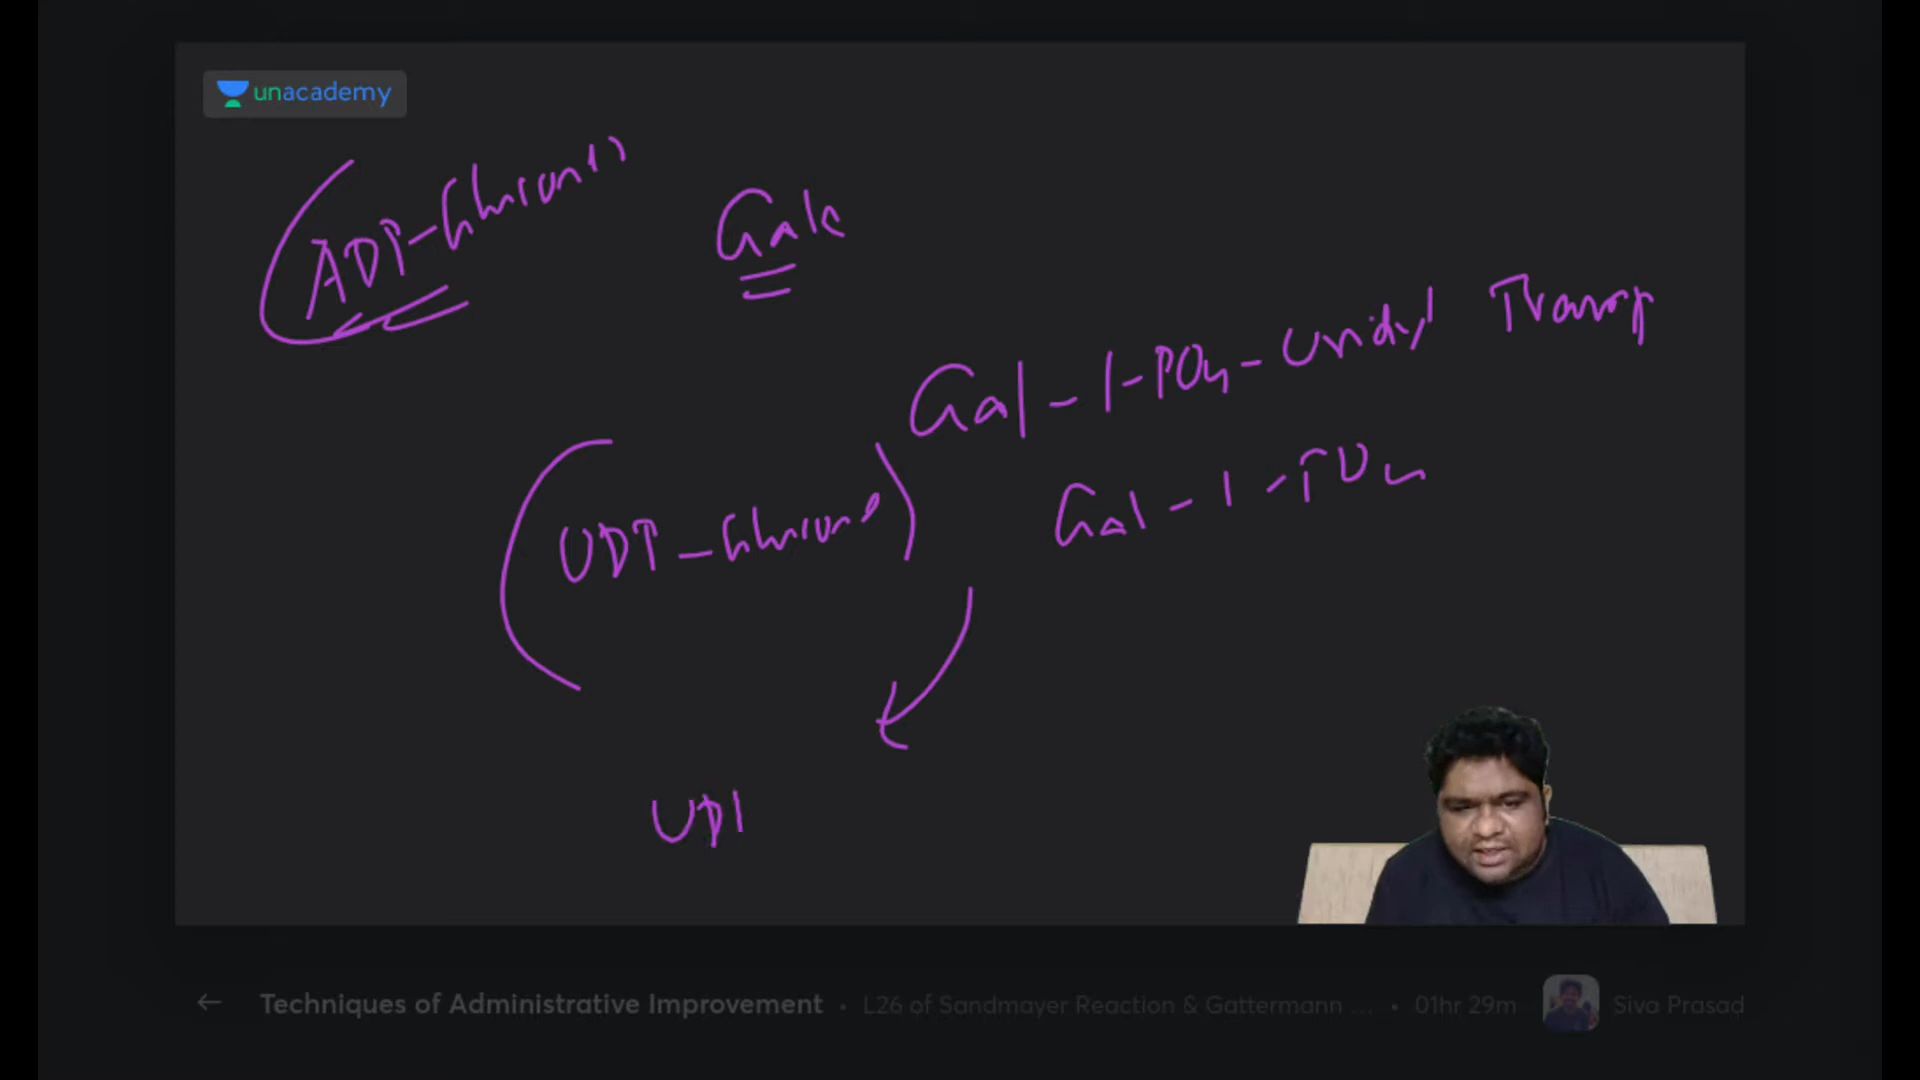 unacademy
ADP-Glucose
Gala
Gal-1-PO4-Uridyl Transf
Gal-1-PO4
UDP-Glucose
UDP
← Techniques of Administrative Improvement • L26 of Sandmayer Reaction & Gattermann ... • 01hr 29m Siva Prasad